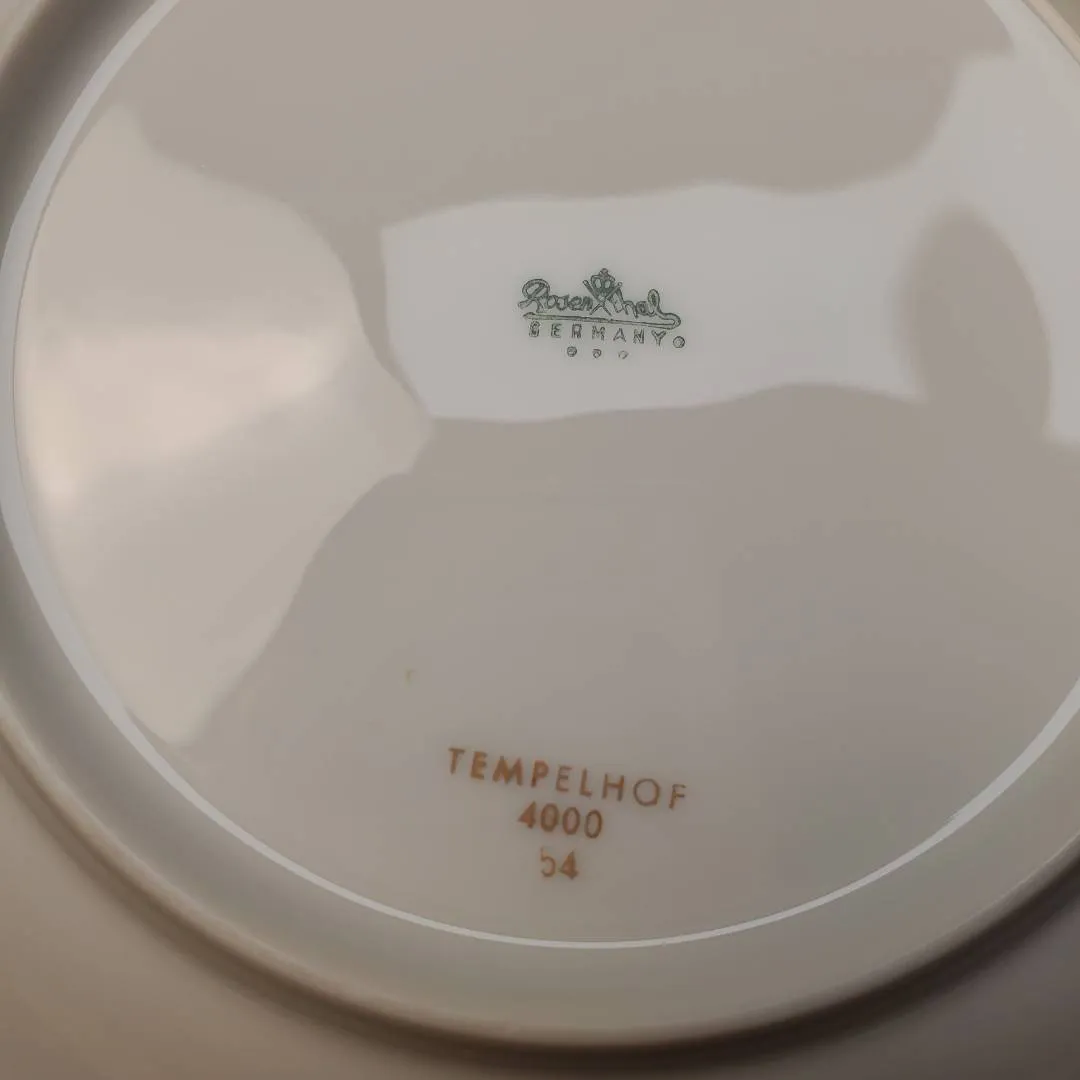 Rosenthal
GERMANY
TEMPELHOF
4000
54